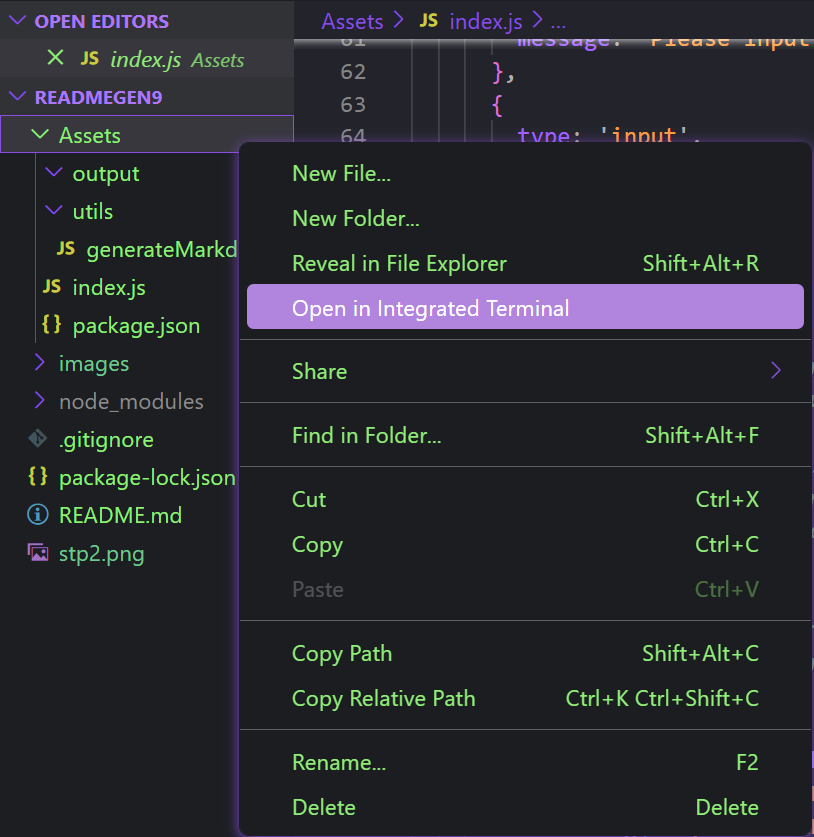 OPEN EDITORS
JS index.js Assets
READMEGEN9
Assets
output
utils
JS generateMarkd
JS index.js
{} package.json
images
node_modules
.gitignore
{} package-lock.json
README.md
stp2.png
Assets > JS index.js > ...
61 message: "Please input
62 },
63 {
64 type: 'input',
New File...
New Folder...
Reveal in File Explorer Shift+Alt+R
Open in Integrated Terminal
Share
Find in Folder... Shift+Alt+F
Cut Ctrl+X
Copy Ctrl+C
Paste Ctrl+V
Copy Path Shift+Alt+C
Copy Relative Path Ctrl+K Ctrl+Shift+C
Rename... F2
Delete Delete